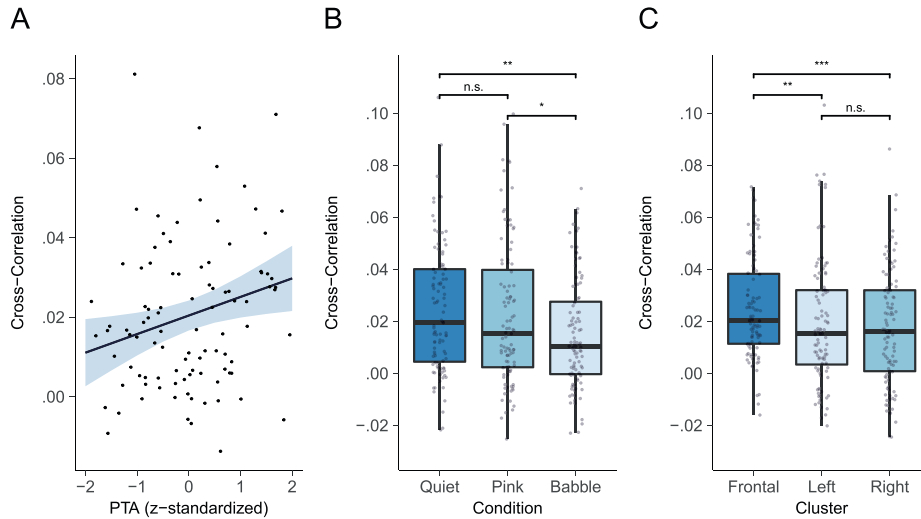 A
B
C
Cross−Correlation
.08
.06
.04
.02
.00
−2
−1
0
1
2
PTA (z−standardized)
Cross−Correlation
.10
.08
.06
.04
.02
.00
−.02
**
n.s.
*
Quiet
Pink
Babble
Condition
Cross−Correlation
.10
.08
.06
.04
.02
.00
−.02
***
**
n.s.
Frontal
Left
Right
Cluster